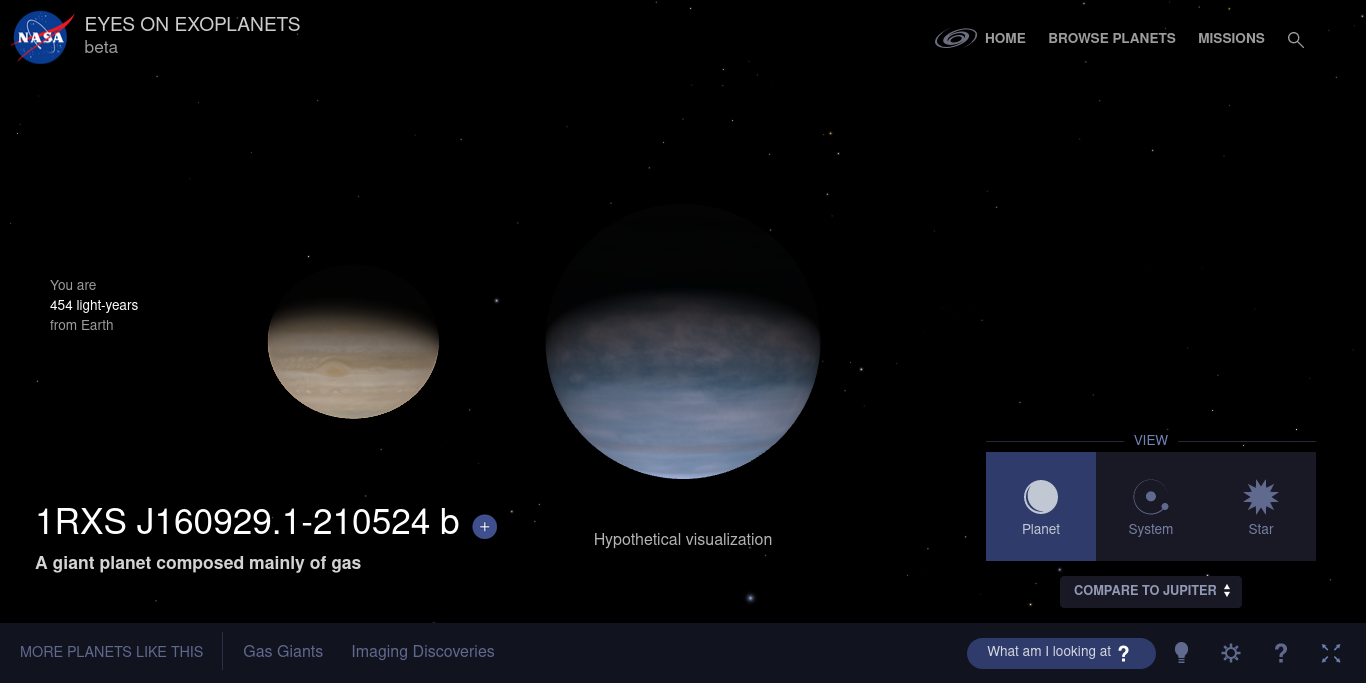 NASA
EYES ON EXOPLANETS
beta
HOME
BROWSE PLANETS
MISSIONS
You are
454 light-years
from Earth
1RXS J160929.1-210524 b +
A giant planet composed mainly of gas
Hypothetical visualization
VIEW
Planet
System
Star
COMPARE TO JUPITER
MORE PLANETS LIKE THIS
Gas Giants
Imaging Discoveries
What am I looking at ?
?